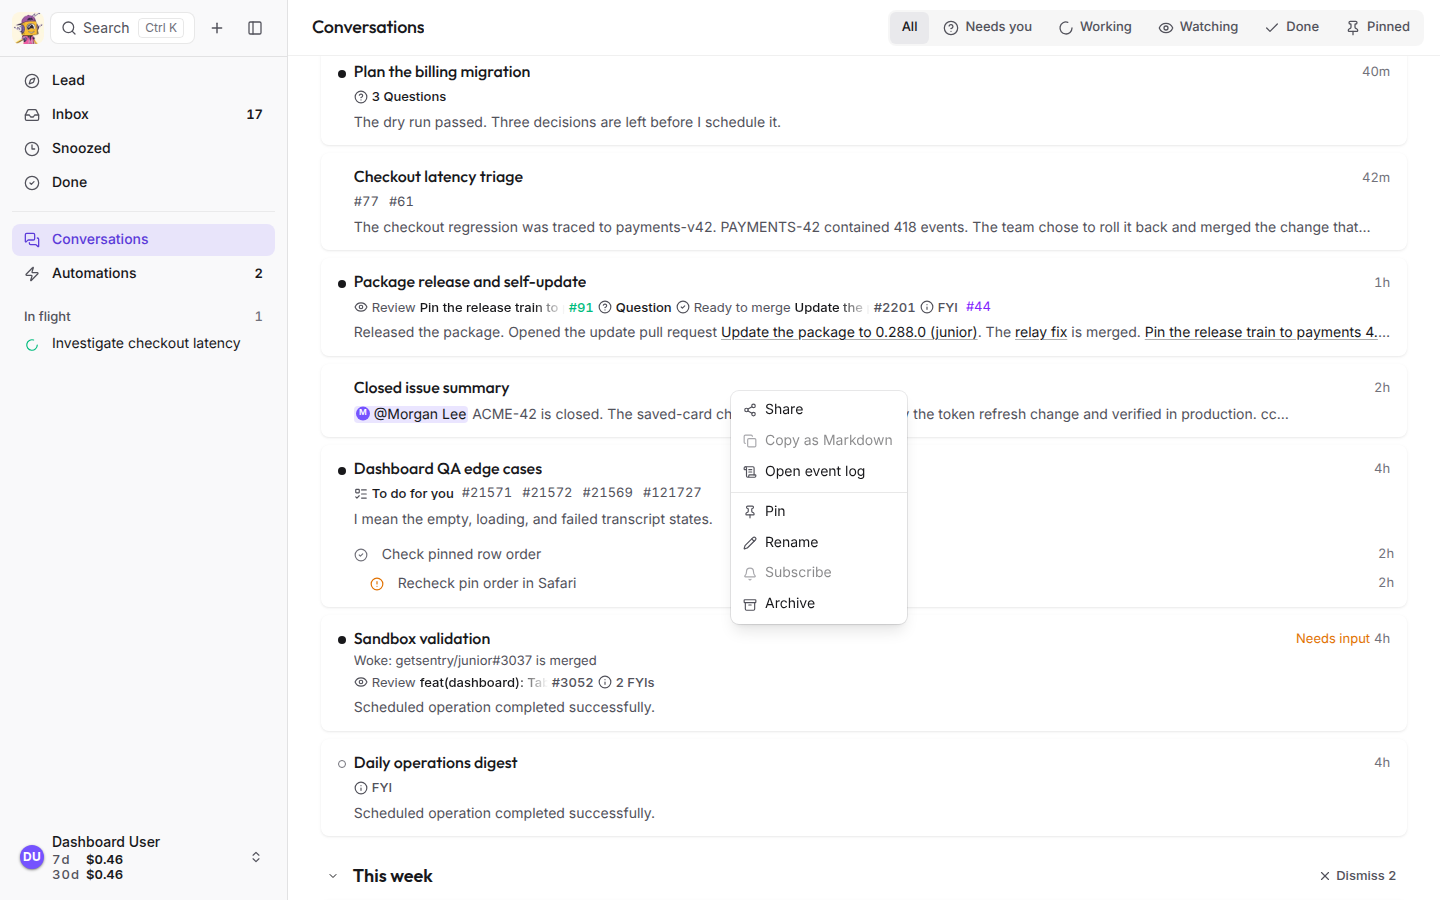 Search Ctrl K
Lead
Inbox 17
Snoozed
Done
Conversations
Automations 2
In flight 1
Investigate checkout latency
DU Dashboard User
7d $0.46
30d $0.46
Conversations
All Needs you Working Watching Done Pinned
Plan the billing migration 40m
3 Questions
The dry run passed. Three decisions are left before I schedule it.
Checkout latency triage 42m
#77 #61
The checkout regression was traced to payments-v42. PAYMENTS-42 contained 418 events. The team chose to roll it back and merged the change that...
Package release and self-update 1h
Review Pin the release train to #91 Question Ready to merge Update the #2201 FYI #44
Released the package. Opened the update pull request Update the package to 0.288.0 (junior). The relay fix is merged. Pin the release train to payments 4....
Closed issue summary 2h
M @Morgan Lee ACME-42 is closed. The saved-card ch
the token refresh change and verified in production. cc...
Share
Copy as Markdown
Open event log
Pin
Rename
Subscribe
Archive
Dashboard QA edge cases 4h
To do for you #21571 #21572 #21569 #121727
I mean the empty, loading, and failed transcript states.
Check pinned row order 2h
Recheck pin order in Safari 2h
Sandbox validation Needs input 4h
Woke: getsentry/junior#3037 is merged
Review feat(dashboard): Ta #3052 2 FYIs
Scheduled operation completed successfully.
Daily operations digest 4h
FYI
Scheduled operation completed successfully.
This week Dismiss 2